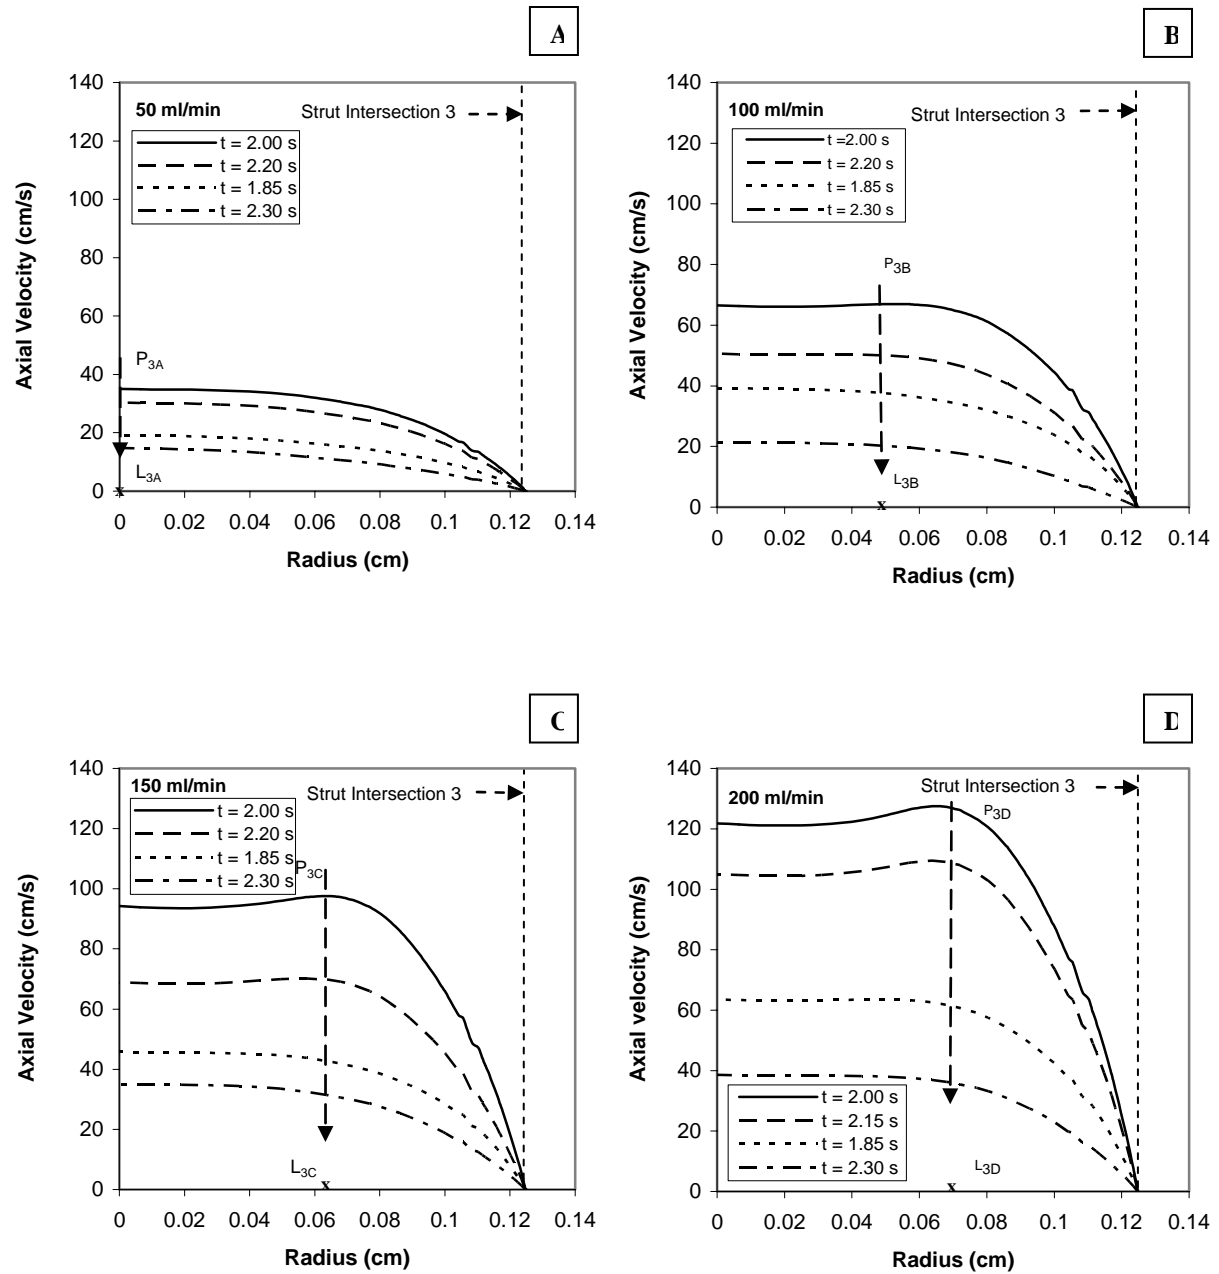 A
140
120
100
80
60
40
20
0
Axial Velocity (cm/s)
50 ml/min
Strut Intersection 3
t = 2.00 s
t = 2.20 s
t = 1.85 s
t = 2.30 s
P3A
L3A
x
0 0.02 0.04 0.06 0.08 0.1 0.12 0.14
Radius (cm)
B
140
120
100
80
60
40
20
0
Axial Velocity (cm/s)
100 ml/min
Strut Intersection 3
t =2.00 s
t = 2.20 s
t = 1.85 s
t = 2.30 s
P3B
L3B
x
0 0.02 0.04 0.06 0.08 0.1 0.12 0.14
Radius (cm)
C
140
120
100
80
60
40
20
0
Axial Velocity (cm/s)
150 ml/min
Strut Intersection 3
t = 2.00 s
t = 2.20 s
t = 1.85 s
t = 2.30 s
P3C
L3C
x
0 0.02 0.04 0.06 0.08 0.1 0.12 0.14
Radius (cm)
D
140
120
100
80
60
40
20
0
Axial velocity (cm/s)
200 ml/min
Strut Intersection 3
P3D
t = 2.00 s
t = 2.15 s
t = 1.85 s
t = 2.30 s
L3D
x
0 0.02 0.04 0.06 0.08 0.1 0.12 0.14
Radius (cm)